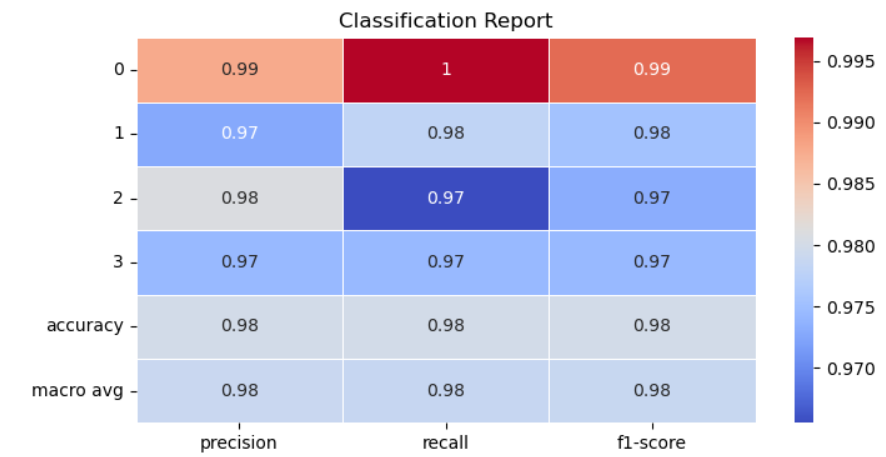 Classification Report
0 0.99 1 0.99
1 0.97 0.98 0.98
2 0.98 0.97 0.97
3 0.97 0.97 0.97
accuracy 0.98 0.98 0.98
macro avg 0.98 0.98 0.98
precision recall f1-score
0.995
0.990
0.985
0.980
0.975
0.970